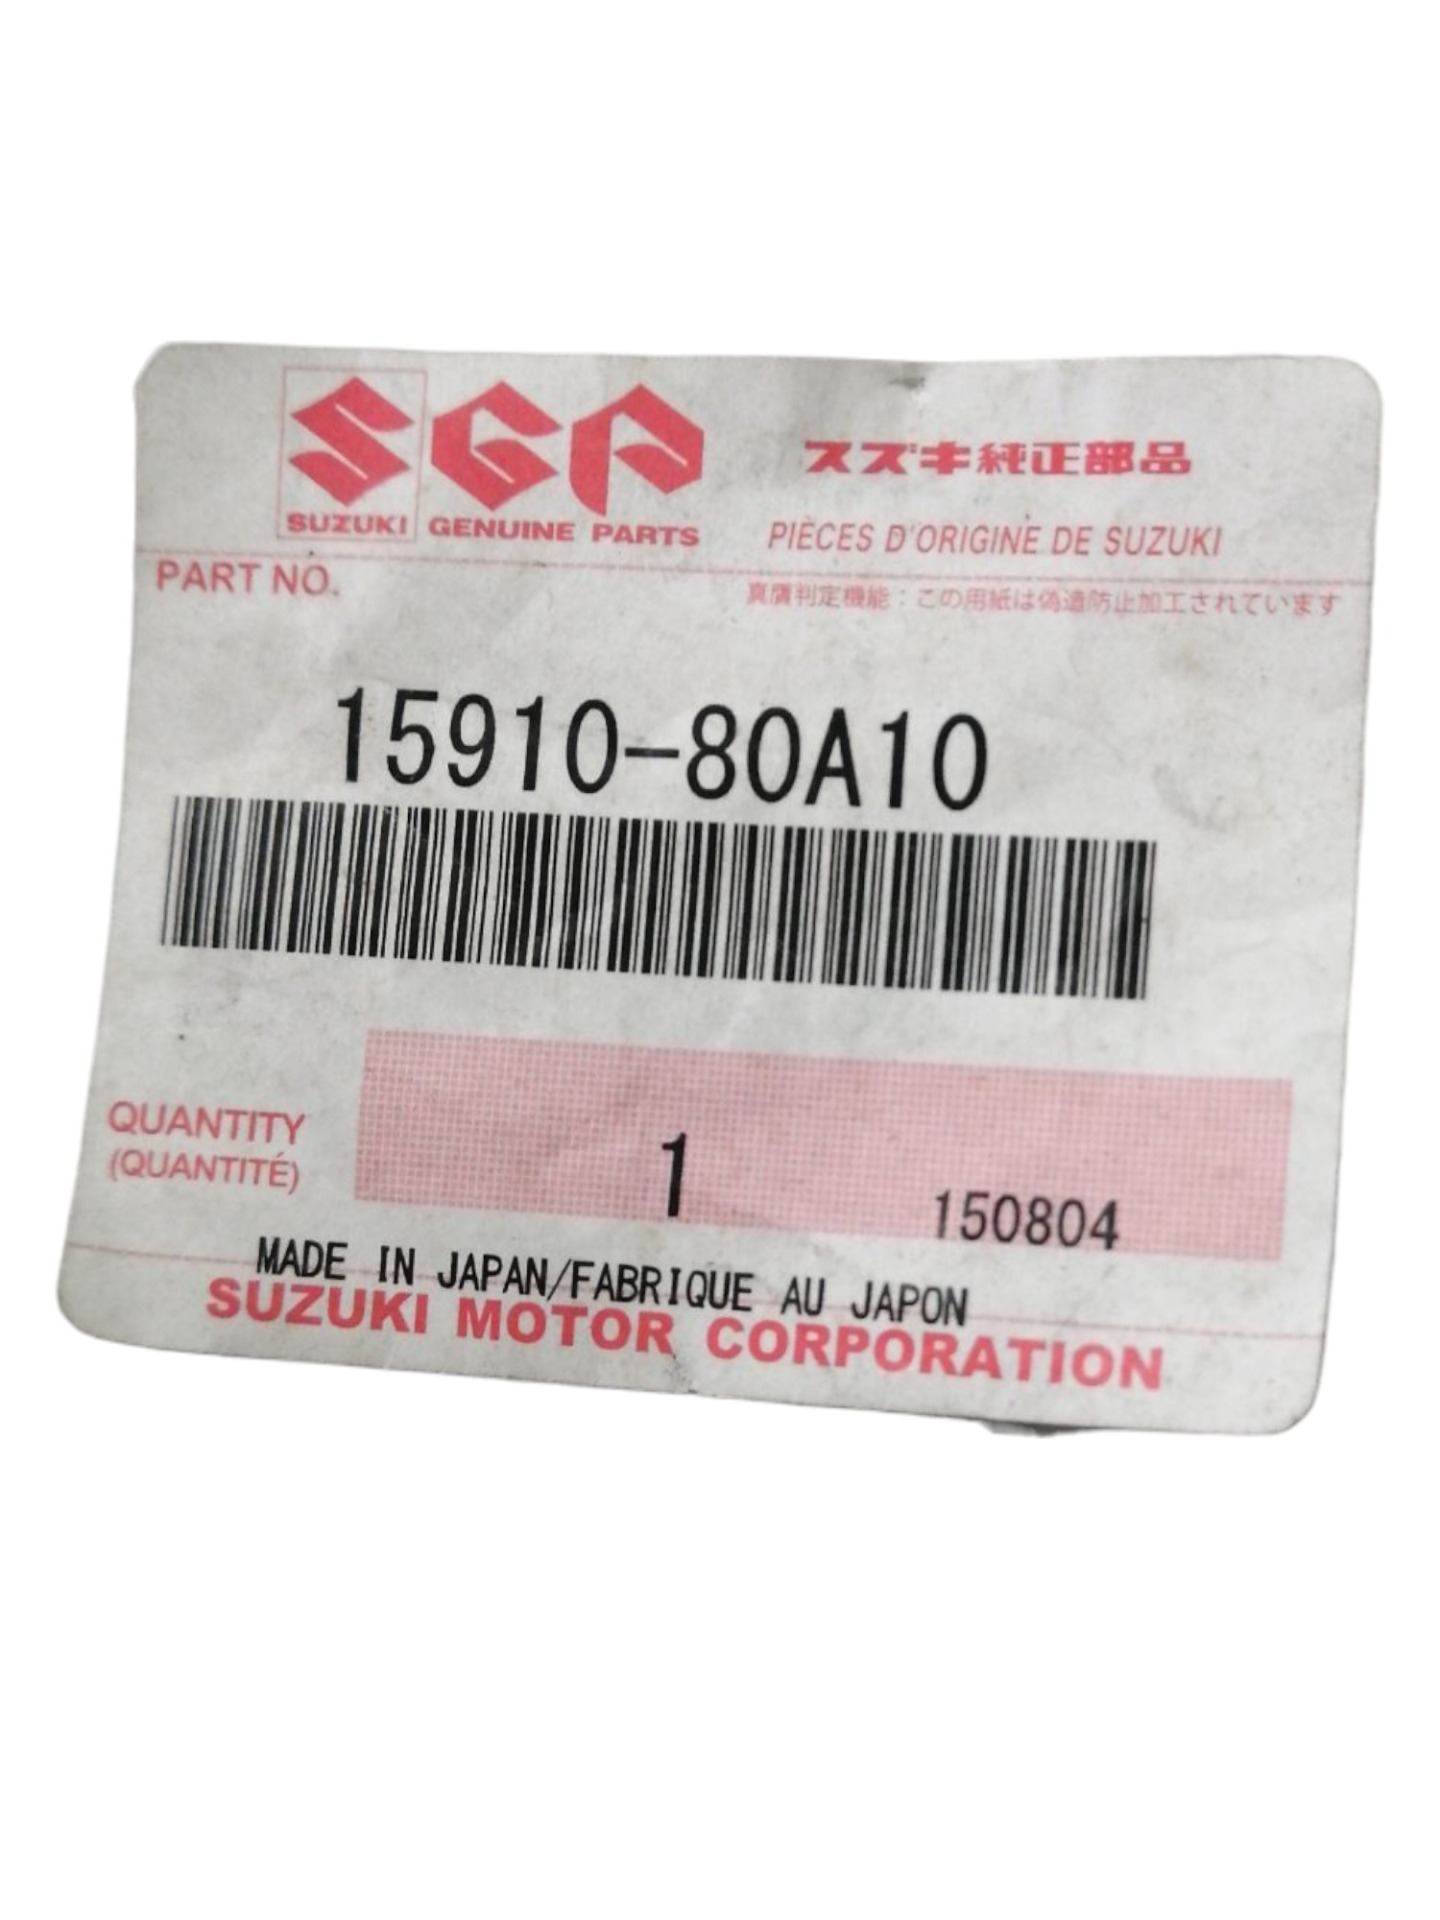 SGP
SUZUKI GENUINE PARTS
スズキ純正部品
PIÈCES D'ORIGINE DE SUZUKI
PART NO.
真贋判定機能：この用紙は偽造防止加工されています
15910-80A10
QUANTITY
(QUANTITÉ)
1
150804
MADE IN JAPAN/FABRIQUE AU JAPON
SUZUKI MOTOR CORPORATION